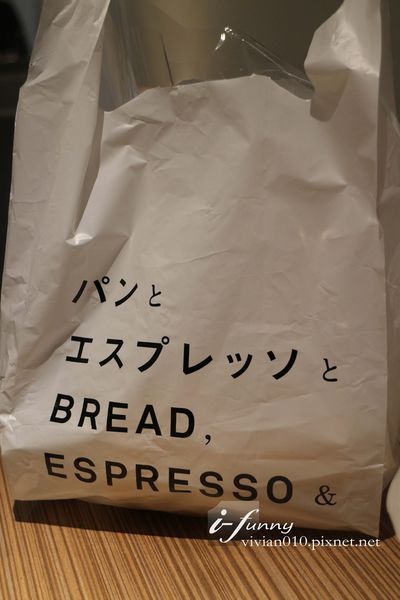 パンと
エスプレッソと
BREAD,
ESPRESSO &
i-funny
vivian010.pixnet.net